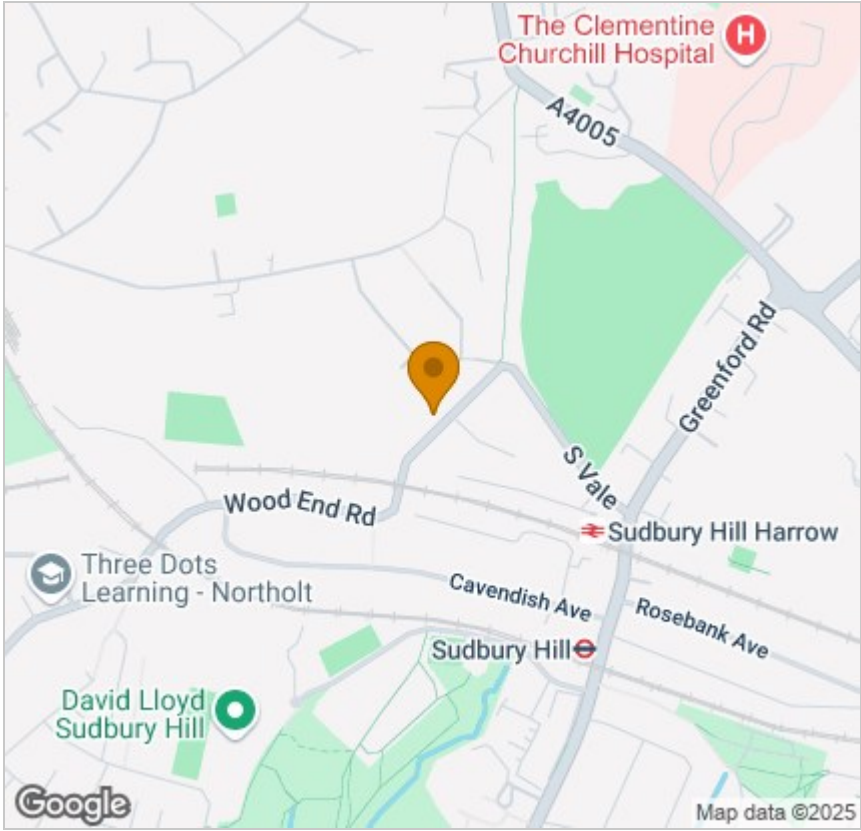 The Clementine
Churchill Hospital
H
A4005
Greenford Rd
S Vale
Wood End Rd
Sudbury Hill Harrow
Three Dots
Learning - Northolt
Cavendish Ave
Rosebank Ave
Sudbury Hill
David Lloyd
Sudbury Hill
Google
Map data ©2025